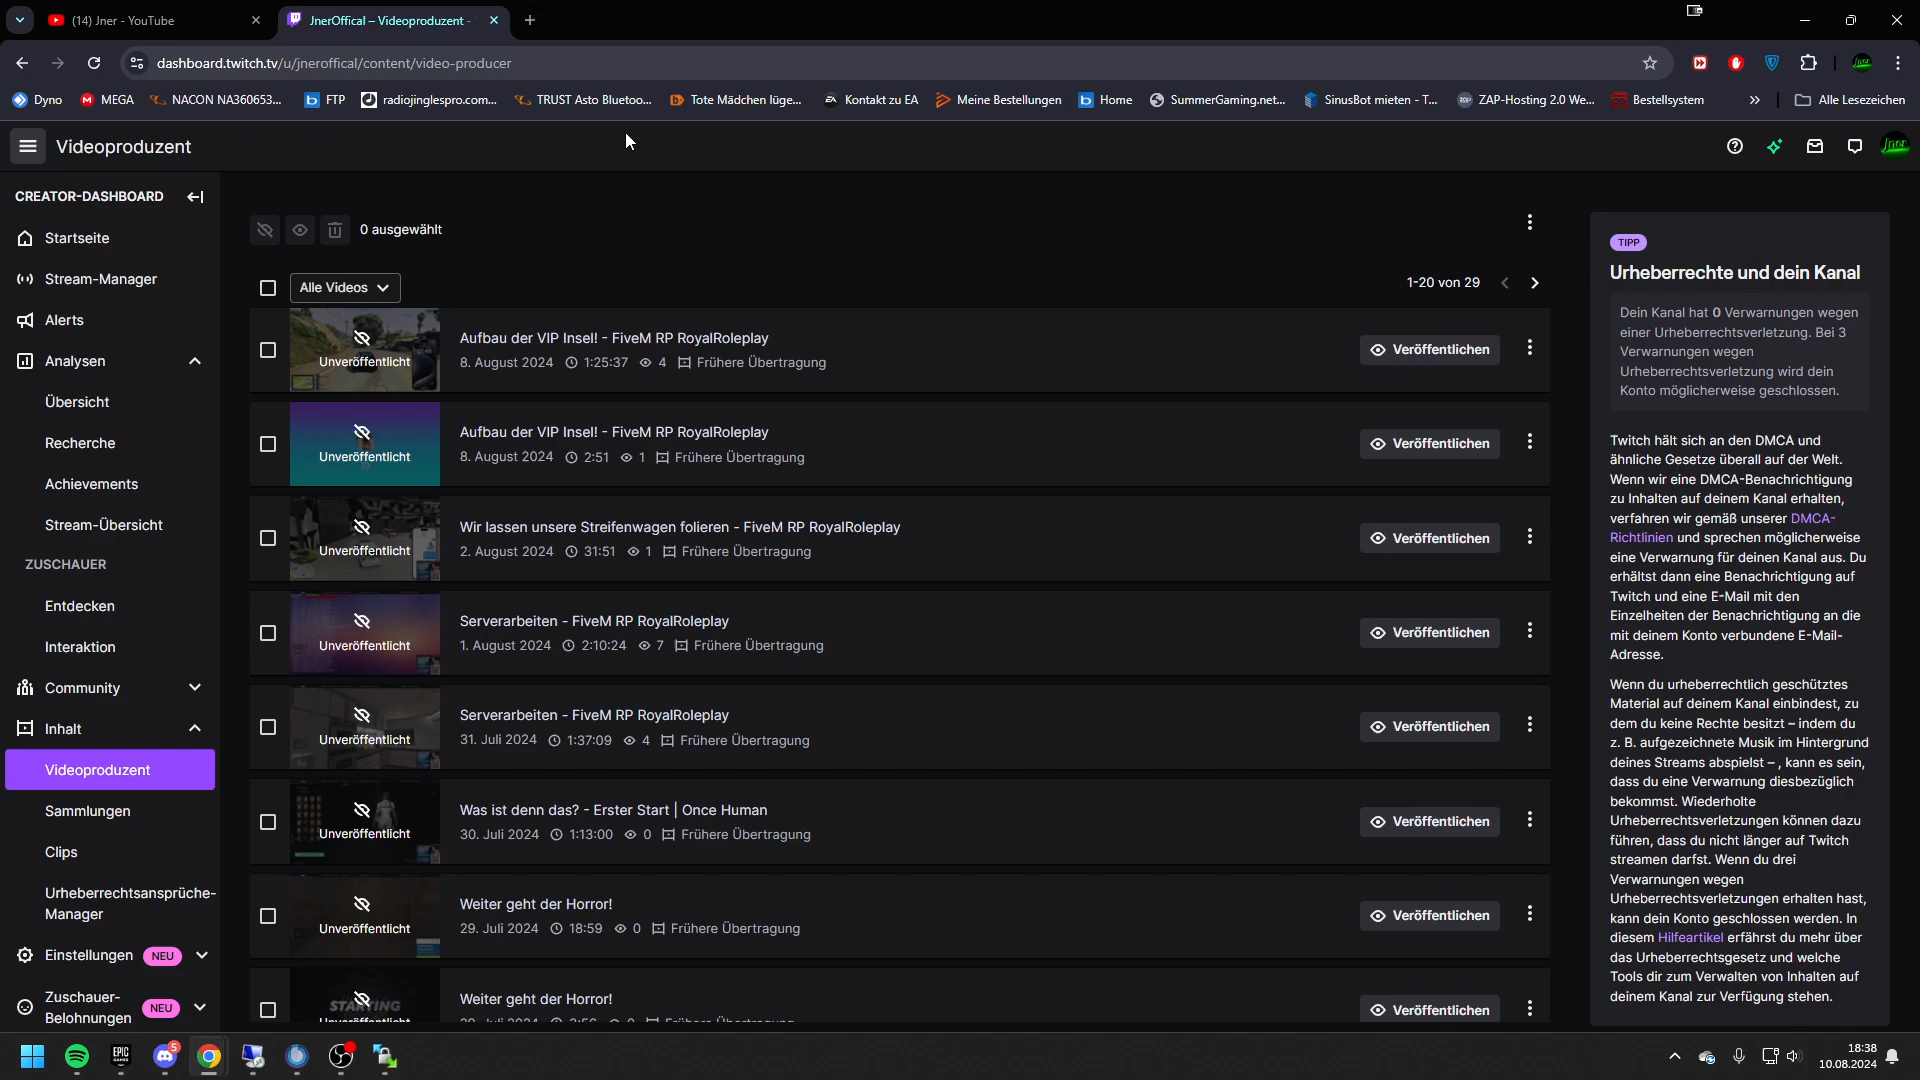 (14) Jner - YouTube
JnerOffical – Videoproduzent -
dashboard.twitch.tv/u/jneroffical/content/video-producer
Dyno
MEGA
NACON NA360653...
FTP
radiojinglespro.com...
TRUST Asto Bluetoo...
Tote Mädchen lüge...
Kontakt zu EA
Meine Bestellungen
Home
SummerGaming.net...
SinusBot mieten - T...
ZAP-Hosting 2.0 We...
Bestellsystem
Alle Lesezeichen
Videoproduzent
Jner
CREATOR-DASHBOARD
Startseite
Stream-Manager
Alerts
Analysen
Übersicht
Recherche
Achievements
Stream-Übersicht
ZUSCHAUER
Entdecken
Interaktion
Community
Inhalt
Videoproduzent
Sammlungen
Clips
Urheberrechtsansprüche-
Manager
Einstellungen NEU
Zuschauer-
Belohnungen NEU
0 ausgewählt
Alle Videos
1-20 von 29
Unveröffentlicht
Aufbau der VIP Insel! - FiveM RP RoyalRoleplay
8. August 2024 1:25:37 4 Frühere Übertragung
Veröffentlichen
Unveröffentlicht
Aufbau der VIP Insel! - FiveM RP RoyalRoleplay
8. August 2024 2:51 1 Frühere Übertragung
Veröffentlichen
Unveröffentlicht
Wir lassen unsere Streifenwagen folieren - FiveM RP RoyalRoleplay
2. August 2024 31:51 1 Frühere Übertragung
Veröffentlichen
Unveröffentlicht
Serverarbeiten - FiveM RP RoyalRoleplay
1. August 2024 2:10:24 7 Frühere Übertragung
Veröffentlichen
Unveröffentlicht
Serverarbeiten - FiveM RP RoyalRoleplay
31. Juli 2024 1:37:09 4 Frühere Übertragung
Veröffentlichen
Unveröffentlicht
Was ist denn das? - Erster Start | Once Human
30. Juli 2024 1:13:00 0 Frühere Übertragung
Veröffentlichen
Unveröffentlicht
Weiter geht der Horror!
29. Juli 2024 18:59 0 Frühere Übertragung
Veröffentlichen
STARTING
Unveröffentlicht
Weiter geht der Horror!
29. Juli 2024 2:56 0 Frühere Übertragung
Veröffentlichen
TIPP
Urheberrechte und dein Kanal
Dein Kanal hat 0 Verwarnungen wegen
einer Urheberrechtsverletzung. Bei 3
Verwarnungen wegen
Urheberrechtsverletzung wird dein
Konto möglicherweise geschlossen.
Twitch hält sich an den DMCA und
ähnliche Gesetze überall auf der Welt.
Wenn wir eine DMCA-Benachrichtigung
zu Inhalten auf deinem Kanal erhalten,
verfahren wir gemäß unserer DMCA-
Richtlinien und sprechen möglicherweise
eine Verwarnung für deinen Kanal aus. Du
erhältst dann eine Benachrichtigung auf
Twitch und eine E-Mail mit den
Einzelheiten der Benachrichtigung an die
mit deinem Konto verbundene E-Mail-
Adresse.
Wenn du urheberrechtlich geschütztes
Material auf deinem Kanal einbindest, zu
dem du keine Rechte besitzt – indem du
z. B. aufgezeichnete Musik im Hintergrund
deines Streams abspielst – , kann es sein,
dass du eine Verwarnung diesbezüglich
bekommst. Wiederholte
Urheberrechtsverletzungen können dazu
führen, dass du nicht länger auf Twitch
streamen darfst. Wenn du drei
Verwarnungen wegen
Urheberrechtsverletzungen erhalten hast,
kann dein Konto geschlossen werden. In
diesem Hilfeartikel erfährst du mehr über
das Urheberrechtsgesetz und welche
Tools dir zum Verwalten von Inhalten auf
deinem Kanal zur Verfügung stehen.
EPIC
GAMES
5
18:38
10.08.2024